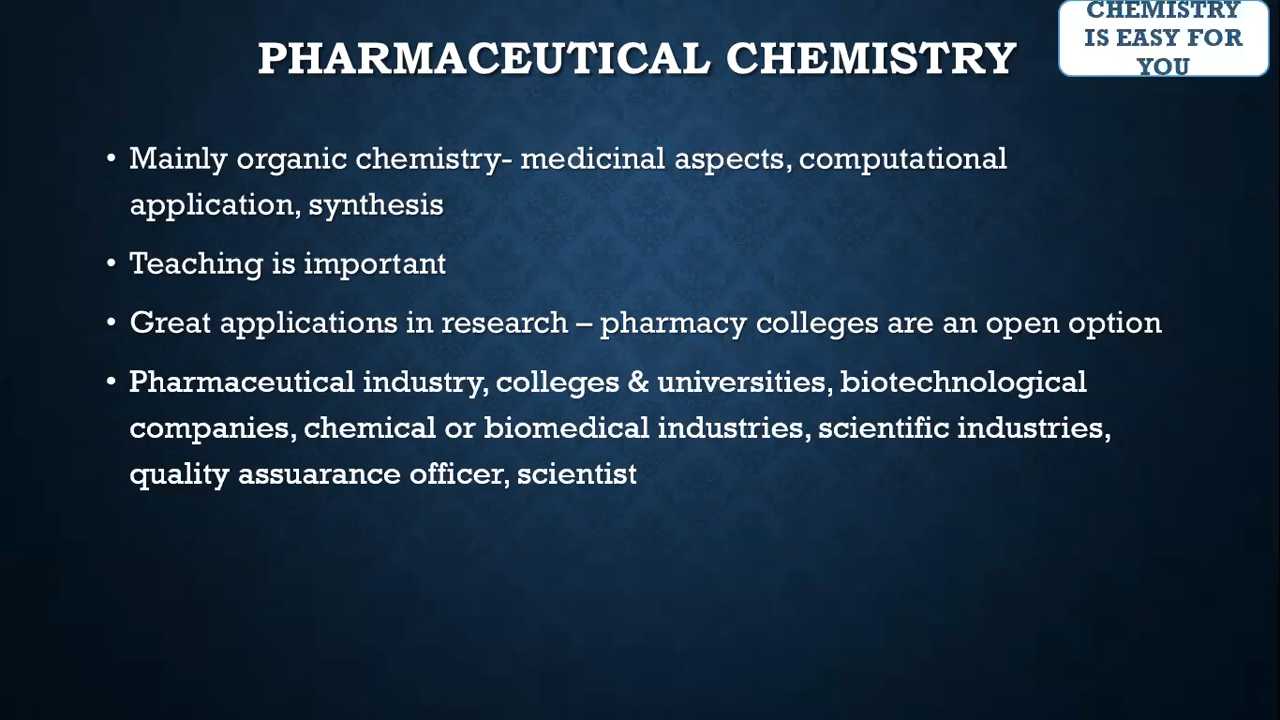 CHEMISTRY
IS EASY FOR
YOU
PHARMACEUTICAL CHEMISTRY
• Mainly organic chemistry- medicinal aspects, computational
application, synthesis
• Teaching is important
• Great applications in research – pharmacy colleges are an open option
• Pharmaceutical industry, colleges & universities, biotechnological
companies, chemical or biomedical industries, scientific industries,
quality assuarance officer, scientist